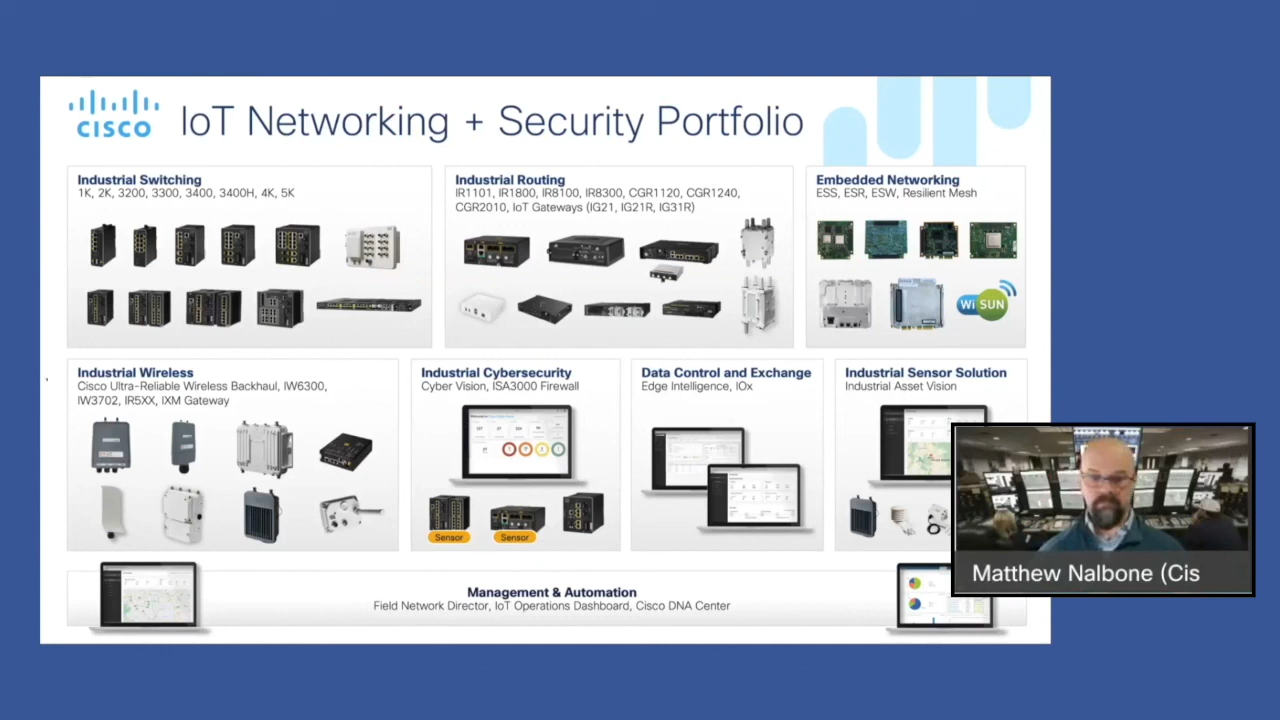 CISCO
IoT Networking + Security Portfolio
Industrial Switching
1K, 2K, 3200, 3300, 3400, 3400H, 4K, 5K
Industrial Routing
IR1101, IR1800, IR8100, IR8300, CGR1120, CGR1240,
CGR2010, IoT Gateways (IG21, IG21R, IG31R)
Embedded Networking
ESS, ESR, ESW, Resilient Mesh
Wi SUN
Industrial Wireless
Cisco Ultra-Reliable Wireless Backhaul, IW6300,
IW3702, IR5XX, IXM Gateway
Industrial Cybersecurity
Cyber Vision, ISA3000 Firewall
Sensor
Sensor
Data Control and Exchange
Edge Intelligence, IOx
Industrial Sensor Solution
Industrial Asset Vision
Matthew Nalbone (Cis
Management & Automation
Field Network Director, IoT Operations Dashboard, Cisco DNA Center